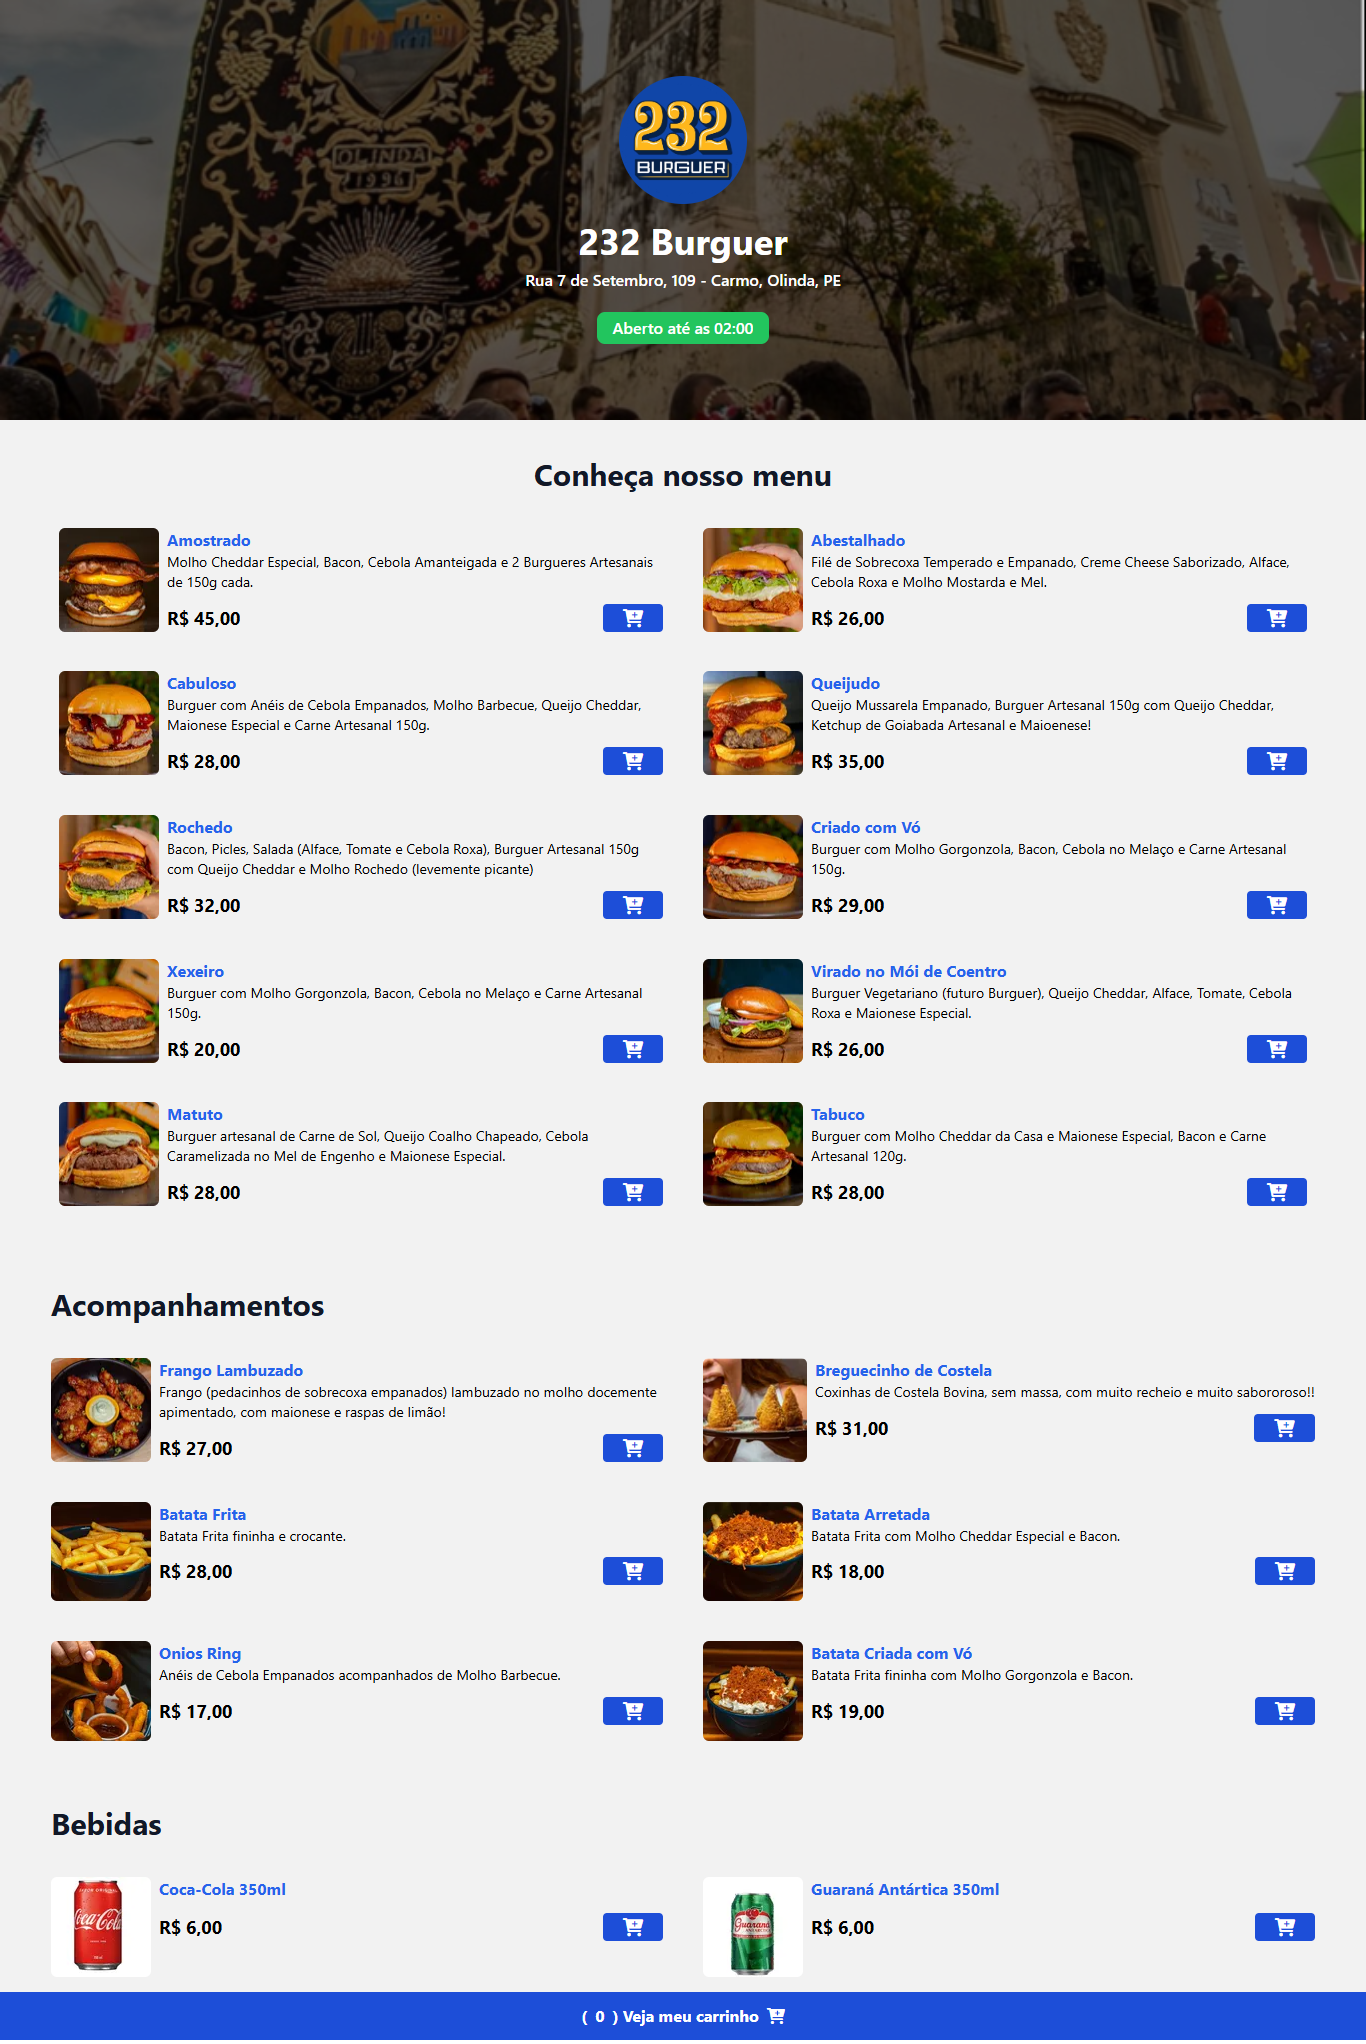 OLINDA
1996
232
BURGUER
232 Burguer
Rua 7 de Setembro, 109 - Carmo, Olinda, PE
Aberto até as 02:00
Conheça nosso menu
Amostrado
Molho Cheddar Especial, Bacon, Cebola Amanteigada e 2 Burgueres Artesanais
de 150g cada.
R$ 45,00
Abestalhado
Filé de Sobrecoxa Temperado e Empanado, Creme Cheese Saborizado, Alface,
Cebola Roxa e Molho Mostarda e Mel.
R$ 26,00
Cabuloso
Burguer com Anéis de Cebola Empanados, Molho Barbecue, Queijo Cheddar,
Maionese Especial e Carne Artesanal 150g.
R$ 28,00
Queijudo
Queijo Mussarela Empanado, Burguer Artesanal 150g com Queijo Cheddar,
Ketchup de Goiabada Artesanal e Maioenese!
R$ 35,00
Rochedo
Bacon, Picles, Salada (Alface, Tomate e Cebola Roxa), Burguer Artesanal 150g
com Queijo Cheddar e Molho Rochedo (levemente picante)
R$ 32,00
Criado com Vó
Burguer com Molho Gorgonzola, Bacon, Cebola no Melaço e Carne Artesanal
150g.
R$ 29,00
Xexeiro
Burguer com Molho Gorgonzola, Bacon, Cebola no Melaço e Carne Artesanal
150g.
R$ 20,00
Virado no Mói de Coentro
Burguer Vegetariano (futuro Burguer), Queijo Cheddar, Alface, Tomate, Cebola
Roxa e Maionese Especial.
R$ 26,00
Matuto
Burguer artesanal de Carne de Sol, Queijo Coalho Chapeado, Cebola
Caramelizada no Mel de Engenho e Maionese Especial.
R$ 28,00
Tabuco
Burguer com Molho Cheddar da Casa e Maionese Especial, Bacon e Carne
Artesanal 120g.
R$ 28,00
Acompanhamentos
Frango Lambuzado
Frango (pedacinhos de sobrecoxa empanados) lambuzado no molho docemente
apimentado, com maionese e raspas de limão!
R$ 27,00
Breguecinho de Costela
Coxinhas de Costela Bovina, sem massa, com muito recheio e muito sabororoso!!
R$ 31,00
Batata Frita
Batata Frita fininha e crocante.
R$ 28,00
Batata Arretada
Batata Frita com Molho Cheddar Especial e Bacon.
R$ 18,00
Onios Ring
Anéis de Cebola Empanados acompanhados de Molho Barbecue.
R$ 17,00
Batata Criada com Vó
Batata Frita fininha com Molho Gorgonzola e Bacon.
R$ 19,00
Bebidas
SABOR ORIGINAL
Coca-Cola
Coca-Cola 350ml
R$ 6,00
Guaraná
ANTARCTICA
Guaraná Antártica 350ml
R$ 6,00
( 0 ) Veja meu carrinho